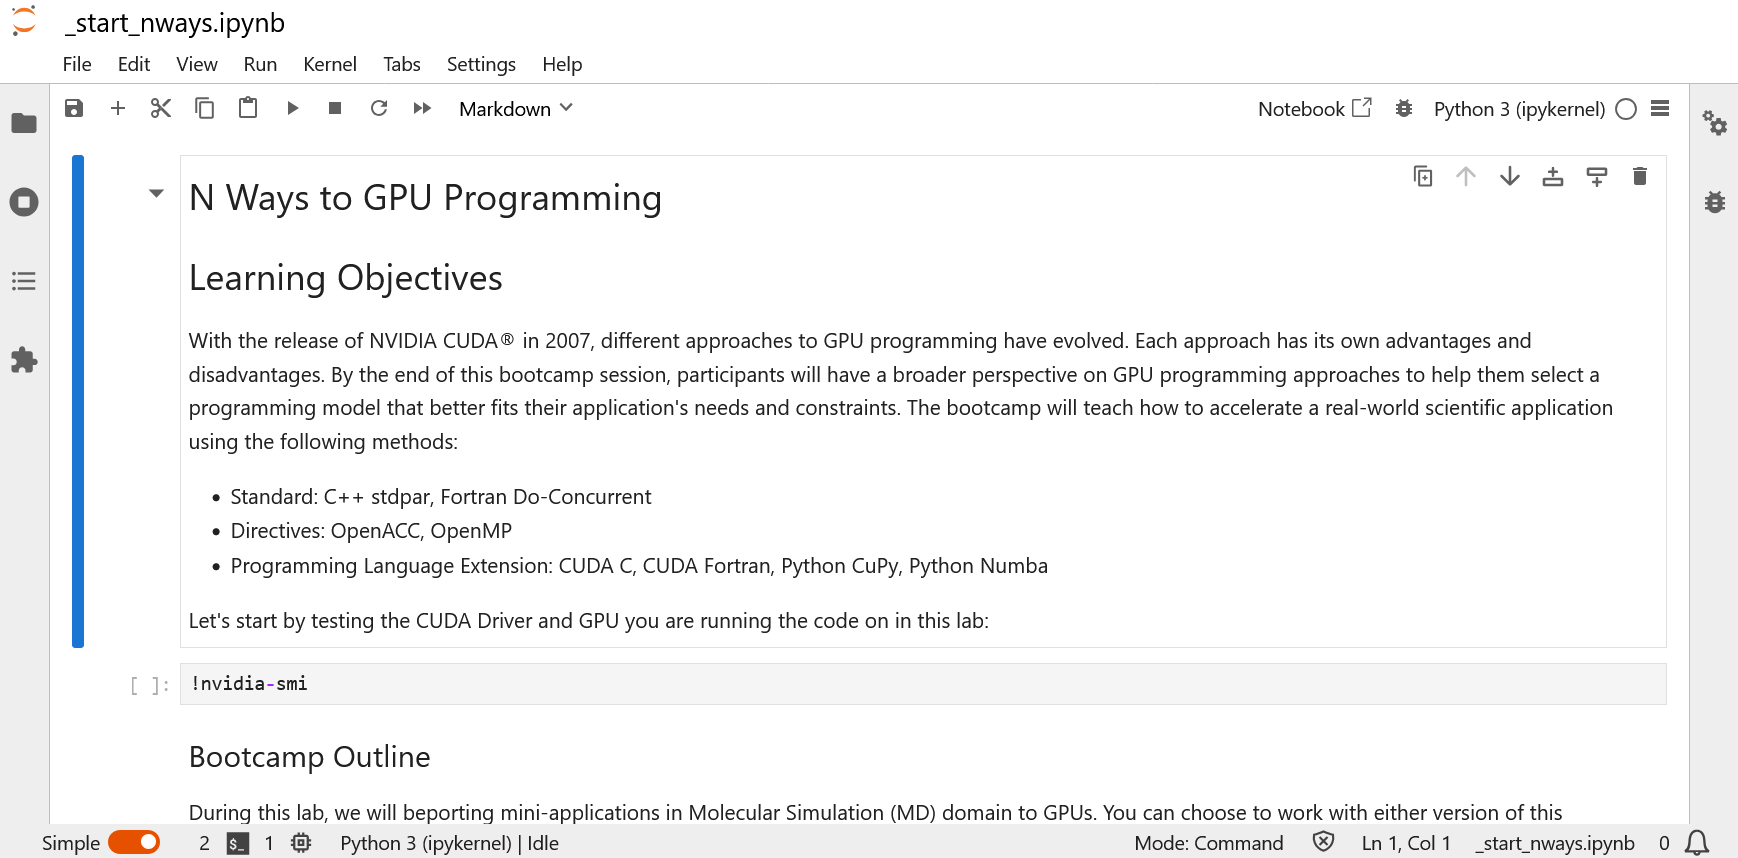 _start_nways.ipynb
File Edit View Run Kernel Tabs Settings Help
Markdown Notebook Python 3 (ipykernel)
N Ways to GPU Programming
Learning Objectives
With the release of NVIDIA CUDA® in 2007, different approaches to GPU programming have evolved. Each approach has its own advantages and
disadvantages. By the end of this bootcamp session, participants will have a broader perspective on GPU programming approaches to help them select a
programming model that better fits their application's needs and constraints. The bootcamp will teach how to accelerate a real-world scientific application
using the following methods:
• Standard: C++ stdpar, Fortran Do-Concurrent
• Directives: OpenACC, OpenMP
• Programming Language Extension: CUDA C, CUDA Fortran, Python CuPy, Python Numba
Let's start by testing the CUDA Driver and GPU you are running the code on in this lab:
[ ]: !nvidia-smi
Bootcamp Outline
During this lab, we will beporting mini-applications in Molecular Simulation (MD) domain to GPUs. You can choose to work with either version of this
Simple 2 $_ 1 Python 3 (ipykernel) | Idle Mode: Command Ln 1, Col 1 _start_nways.ipynb 0